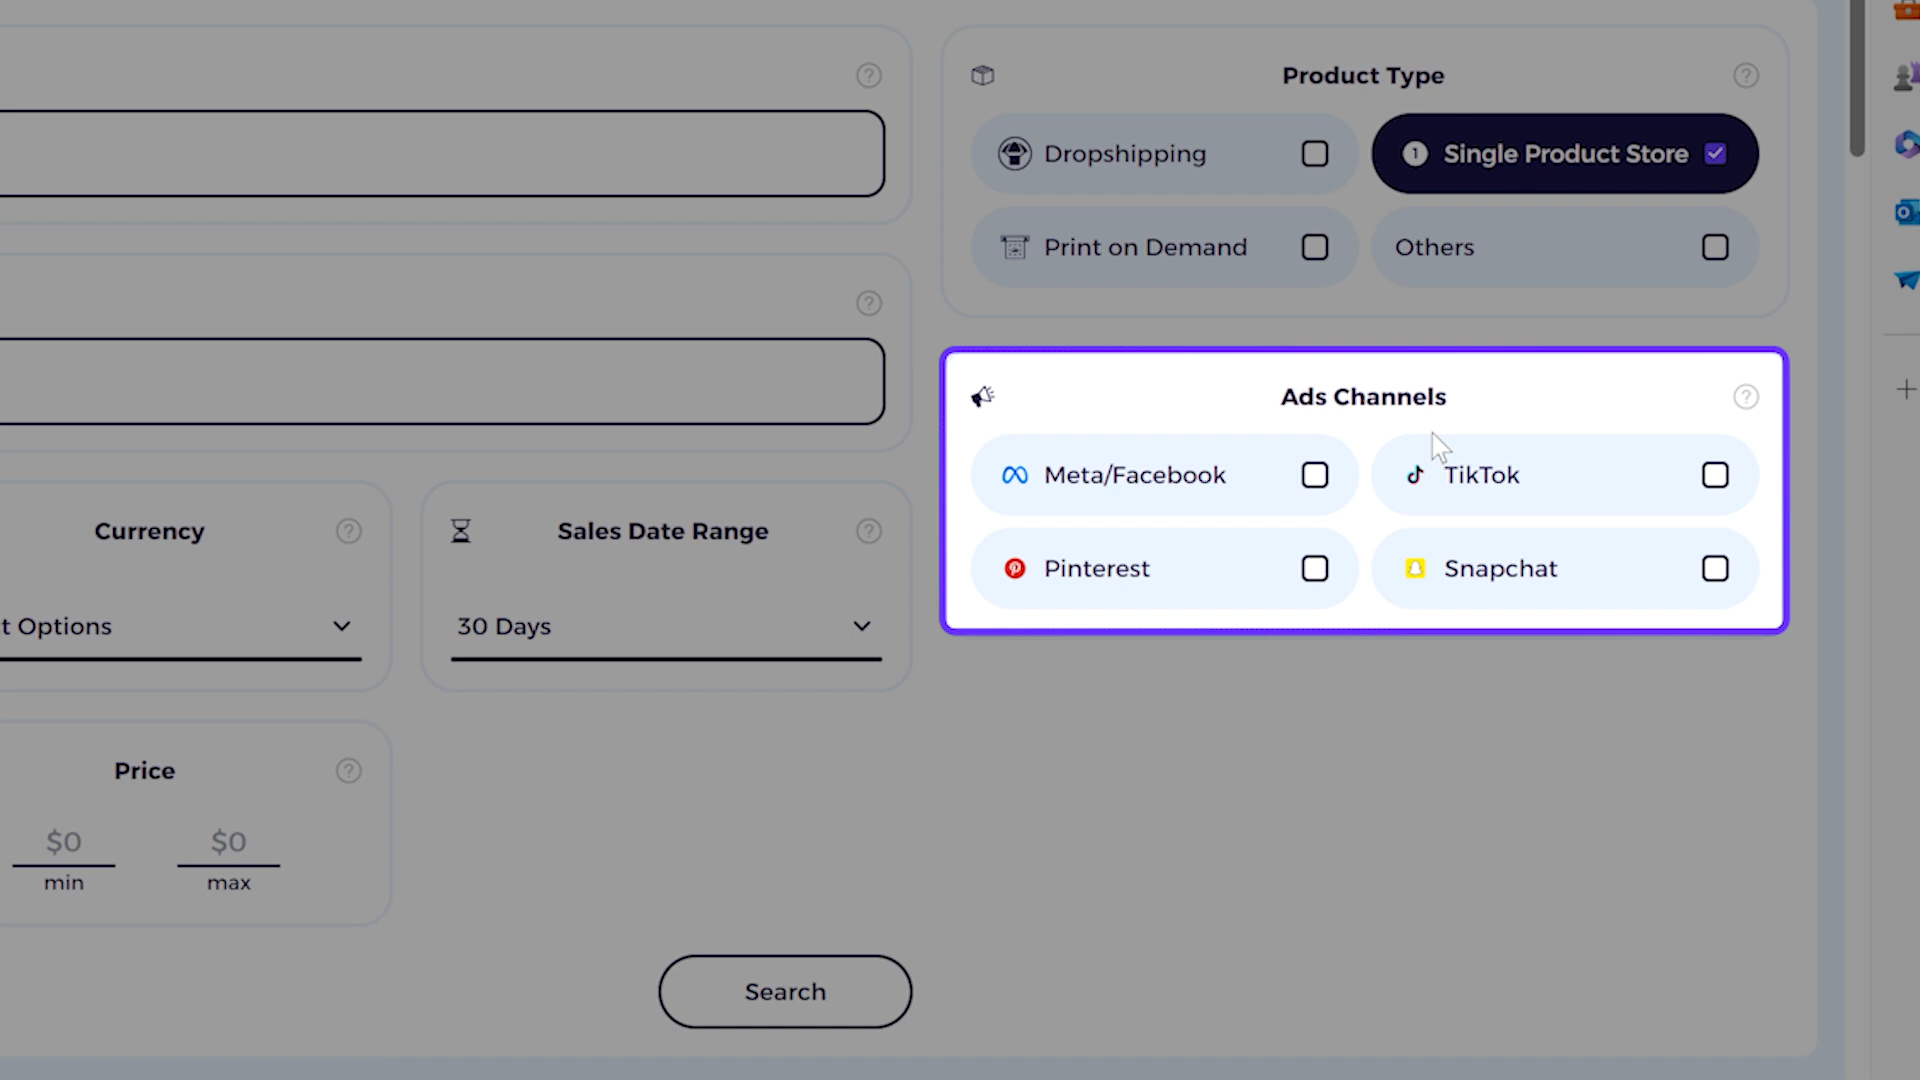 Product Type
Dropshipping
1 Single Product Store
Print on Demand
Others
Ads Channels
Meta/Facebook
TikTok
Pinterest
Snapchat
Currency
Sales Date Range
t Options
30 Days
Price
$0
$0
min
max
Search